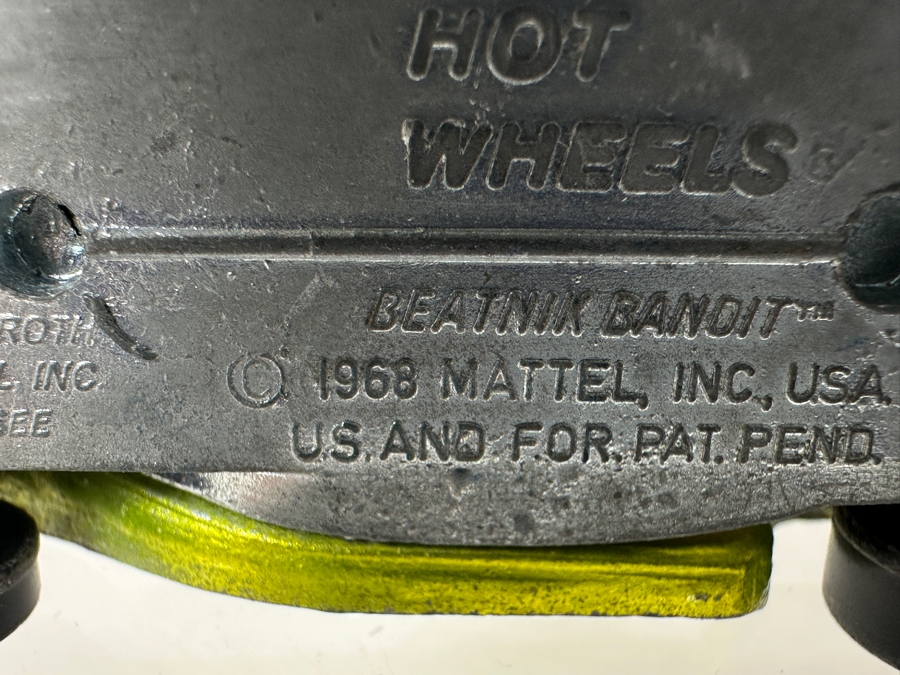 HOT
WHEELS
BEATNIK BANDIT™
ROTH
© 1968 MATTEL, INC., USA.
INC.
U.S. AND FOR. PAT. PEND.